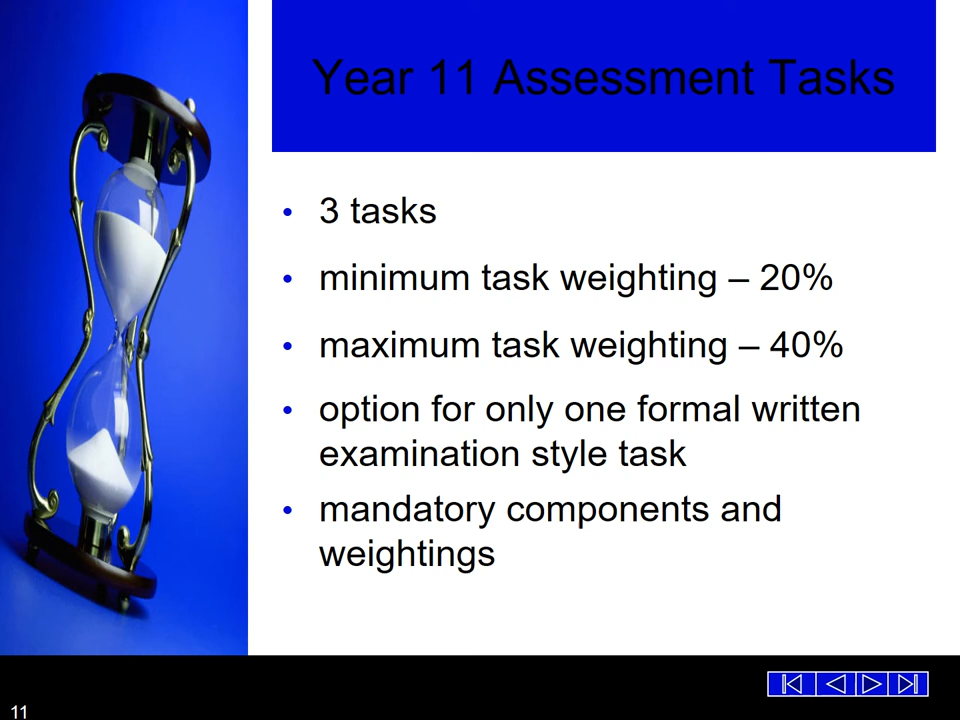 Year 11 Assessment Tasks
• 3 tasks
• minimum task weighting – 20%
• maximum task weighting – 40%
• option for only one formal written
examination style task
• mandatory components and
weightings
11